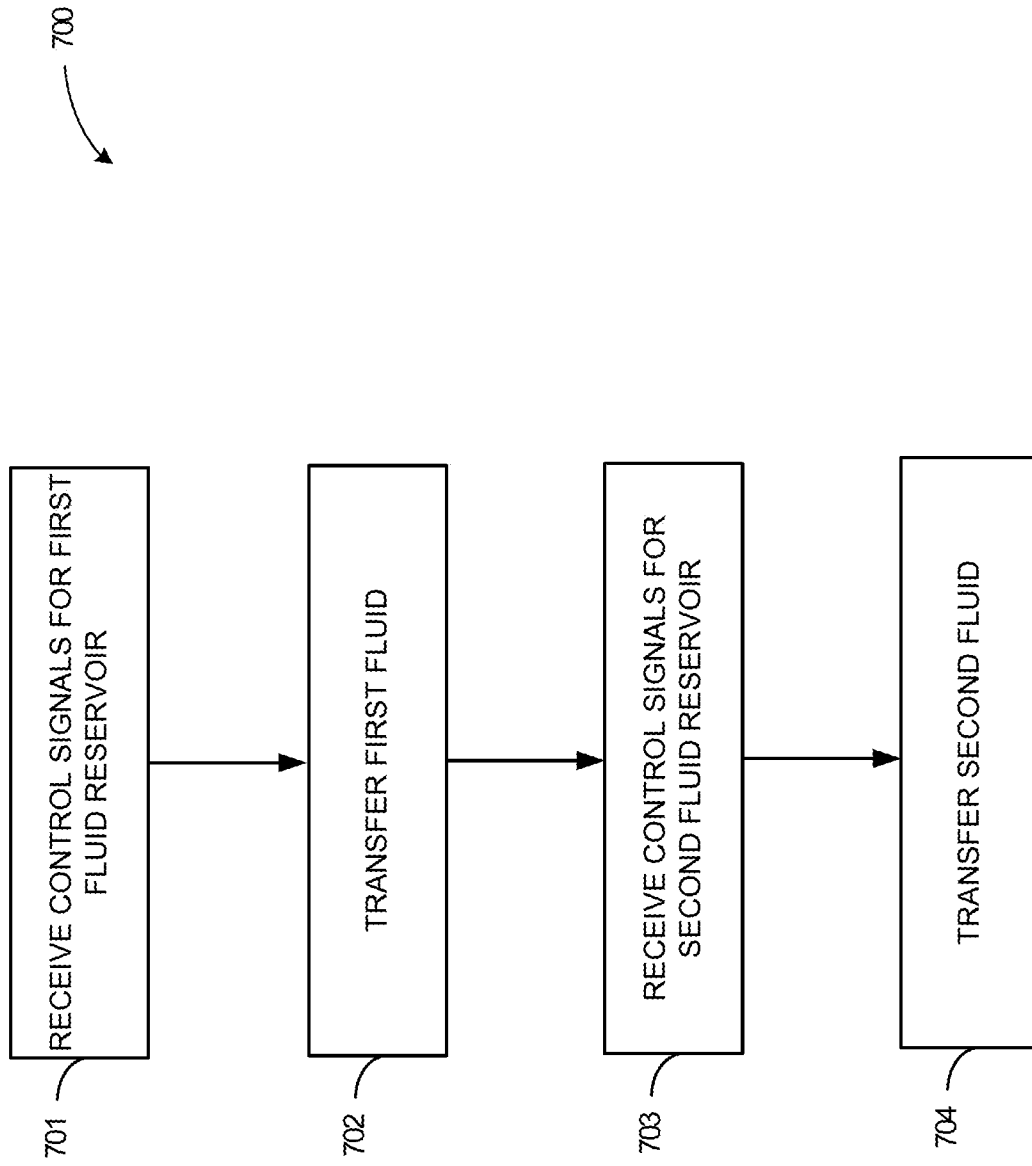 700
701
RECEIVE CONTROL SIGNALS FOR FIRST
FLUID RESERVOIR
702
TRANSFER FIRST FLUID
703
RECEIVE CONTROL SIGNALS FOR
SECOND FLUID RESERVOIR
704
TRANSFER SECOND FLUID